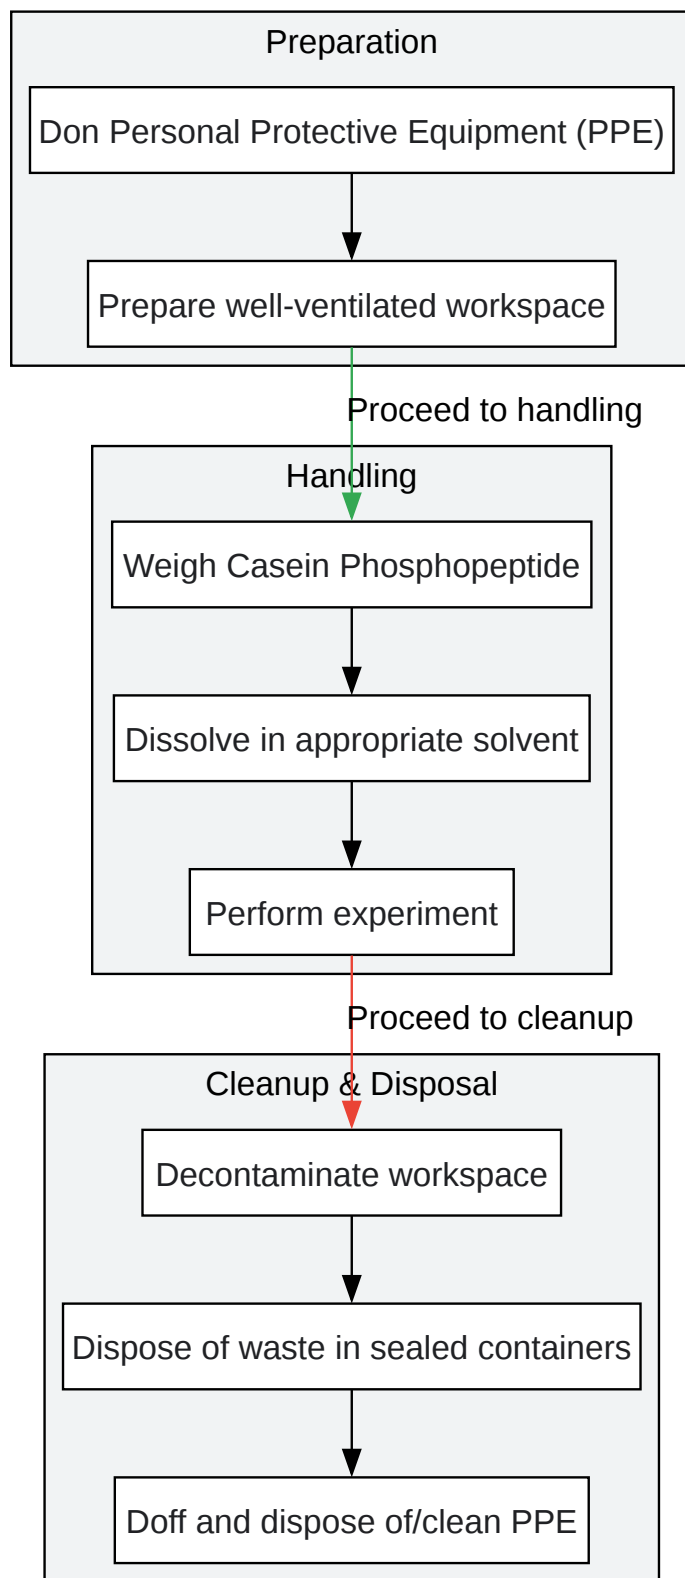 Preparation
Don Personal Protective Equipment (PPE)
Prepare well-ventilated workspace
Proceed to handling
Handling
Weigh Casein Phosphopeptide
Dissolve in appropriate solvent
Perform experiment
Proceed to cleanup
Cleanup & Disposal
Decontaminate workspace
Dispose of waste in sealed containers
Doff and dispose of/clean PPE